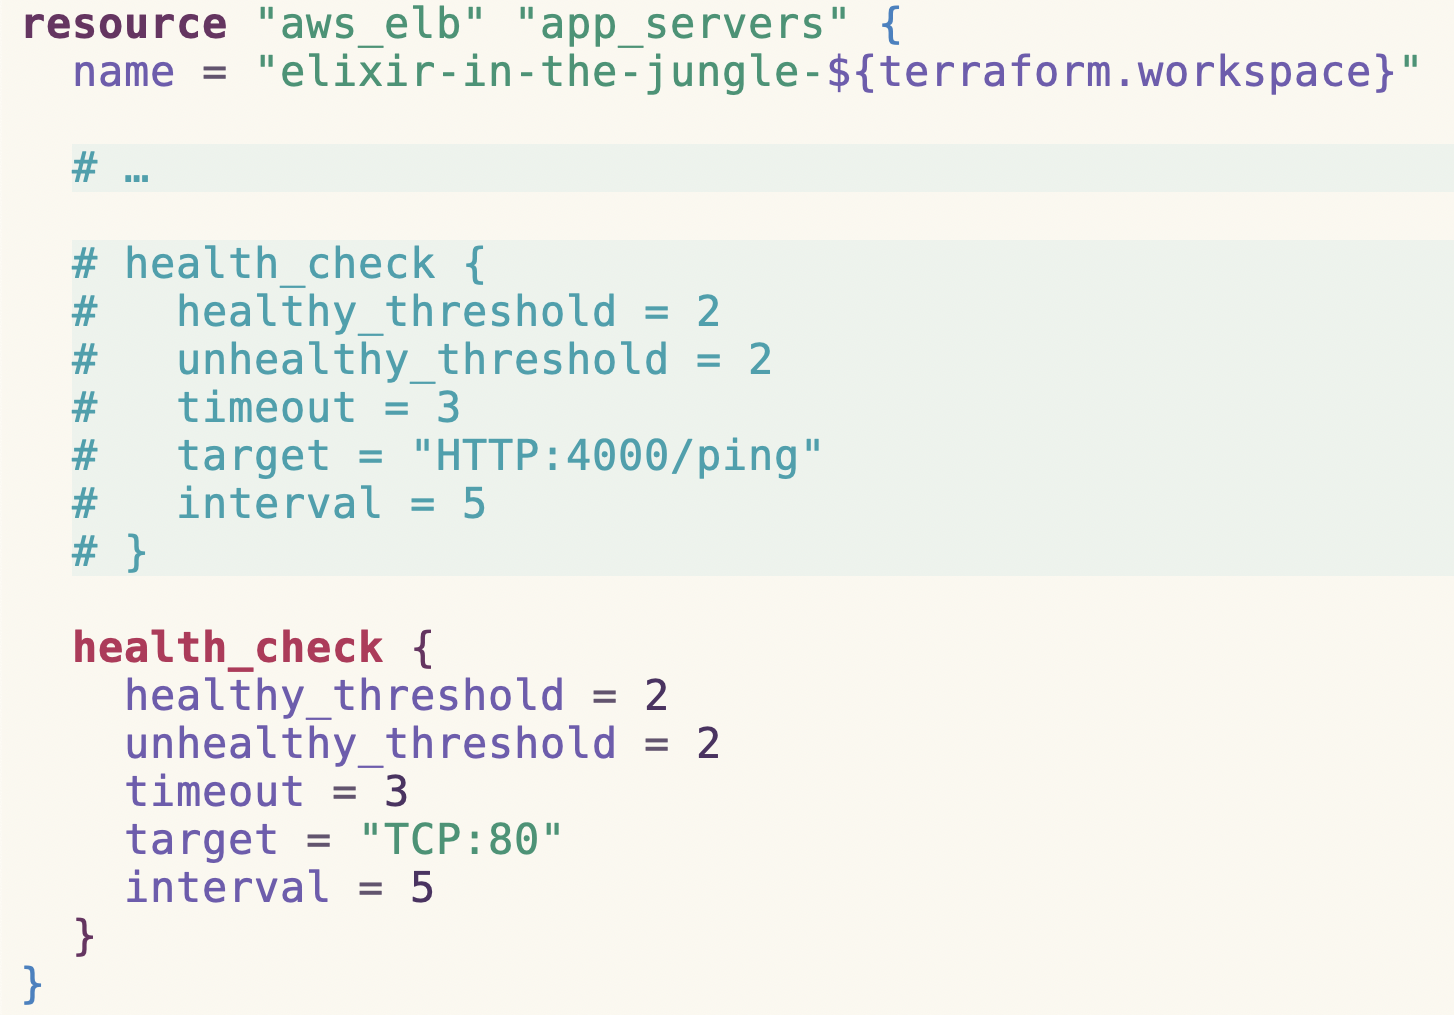 resource "aws_elb" "app_servers" {
  name = "elixir-in-the-jungle-${terraform.workspace}"

  # …

  # health_check {
  #   healthy_threshold = 2
  #   unhealthy_threshold = 2
  #   timeout = 3
  #   target = "HTTP:4000/ping"
  #   interval = 5
  # }

  health_check {
    healthy_threshold = 2
    unhealthy_threshold = 2
    timeout = 3
    target = "TCP:80"
    interval = 5
  }
}